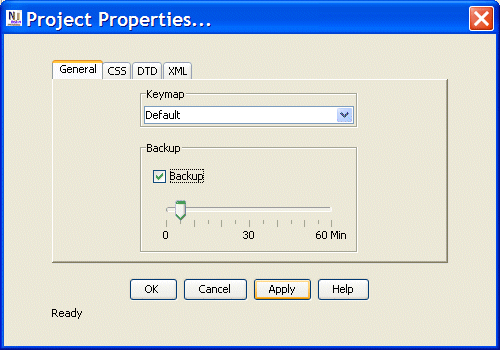 Project Properties...
General CSS DTD XML
Keymap
Default
Backup
Backup
0 30 60 Min
OK Cancel Apply Help
Ready